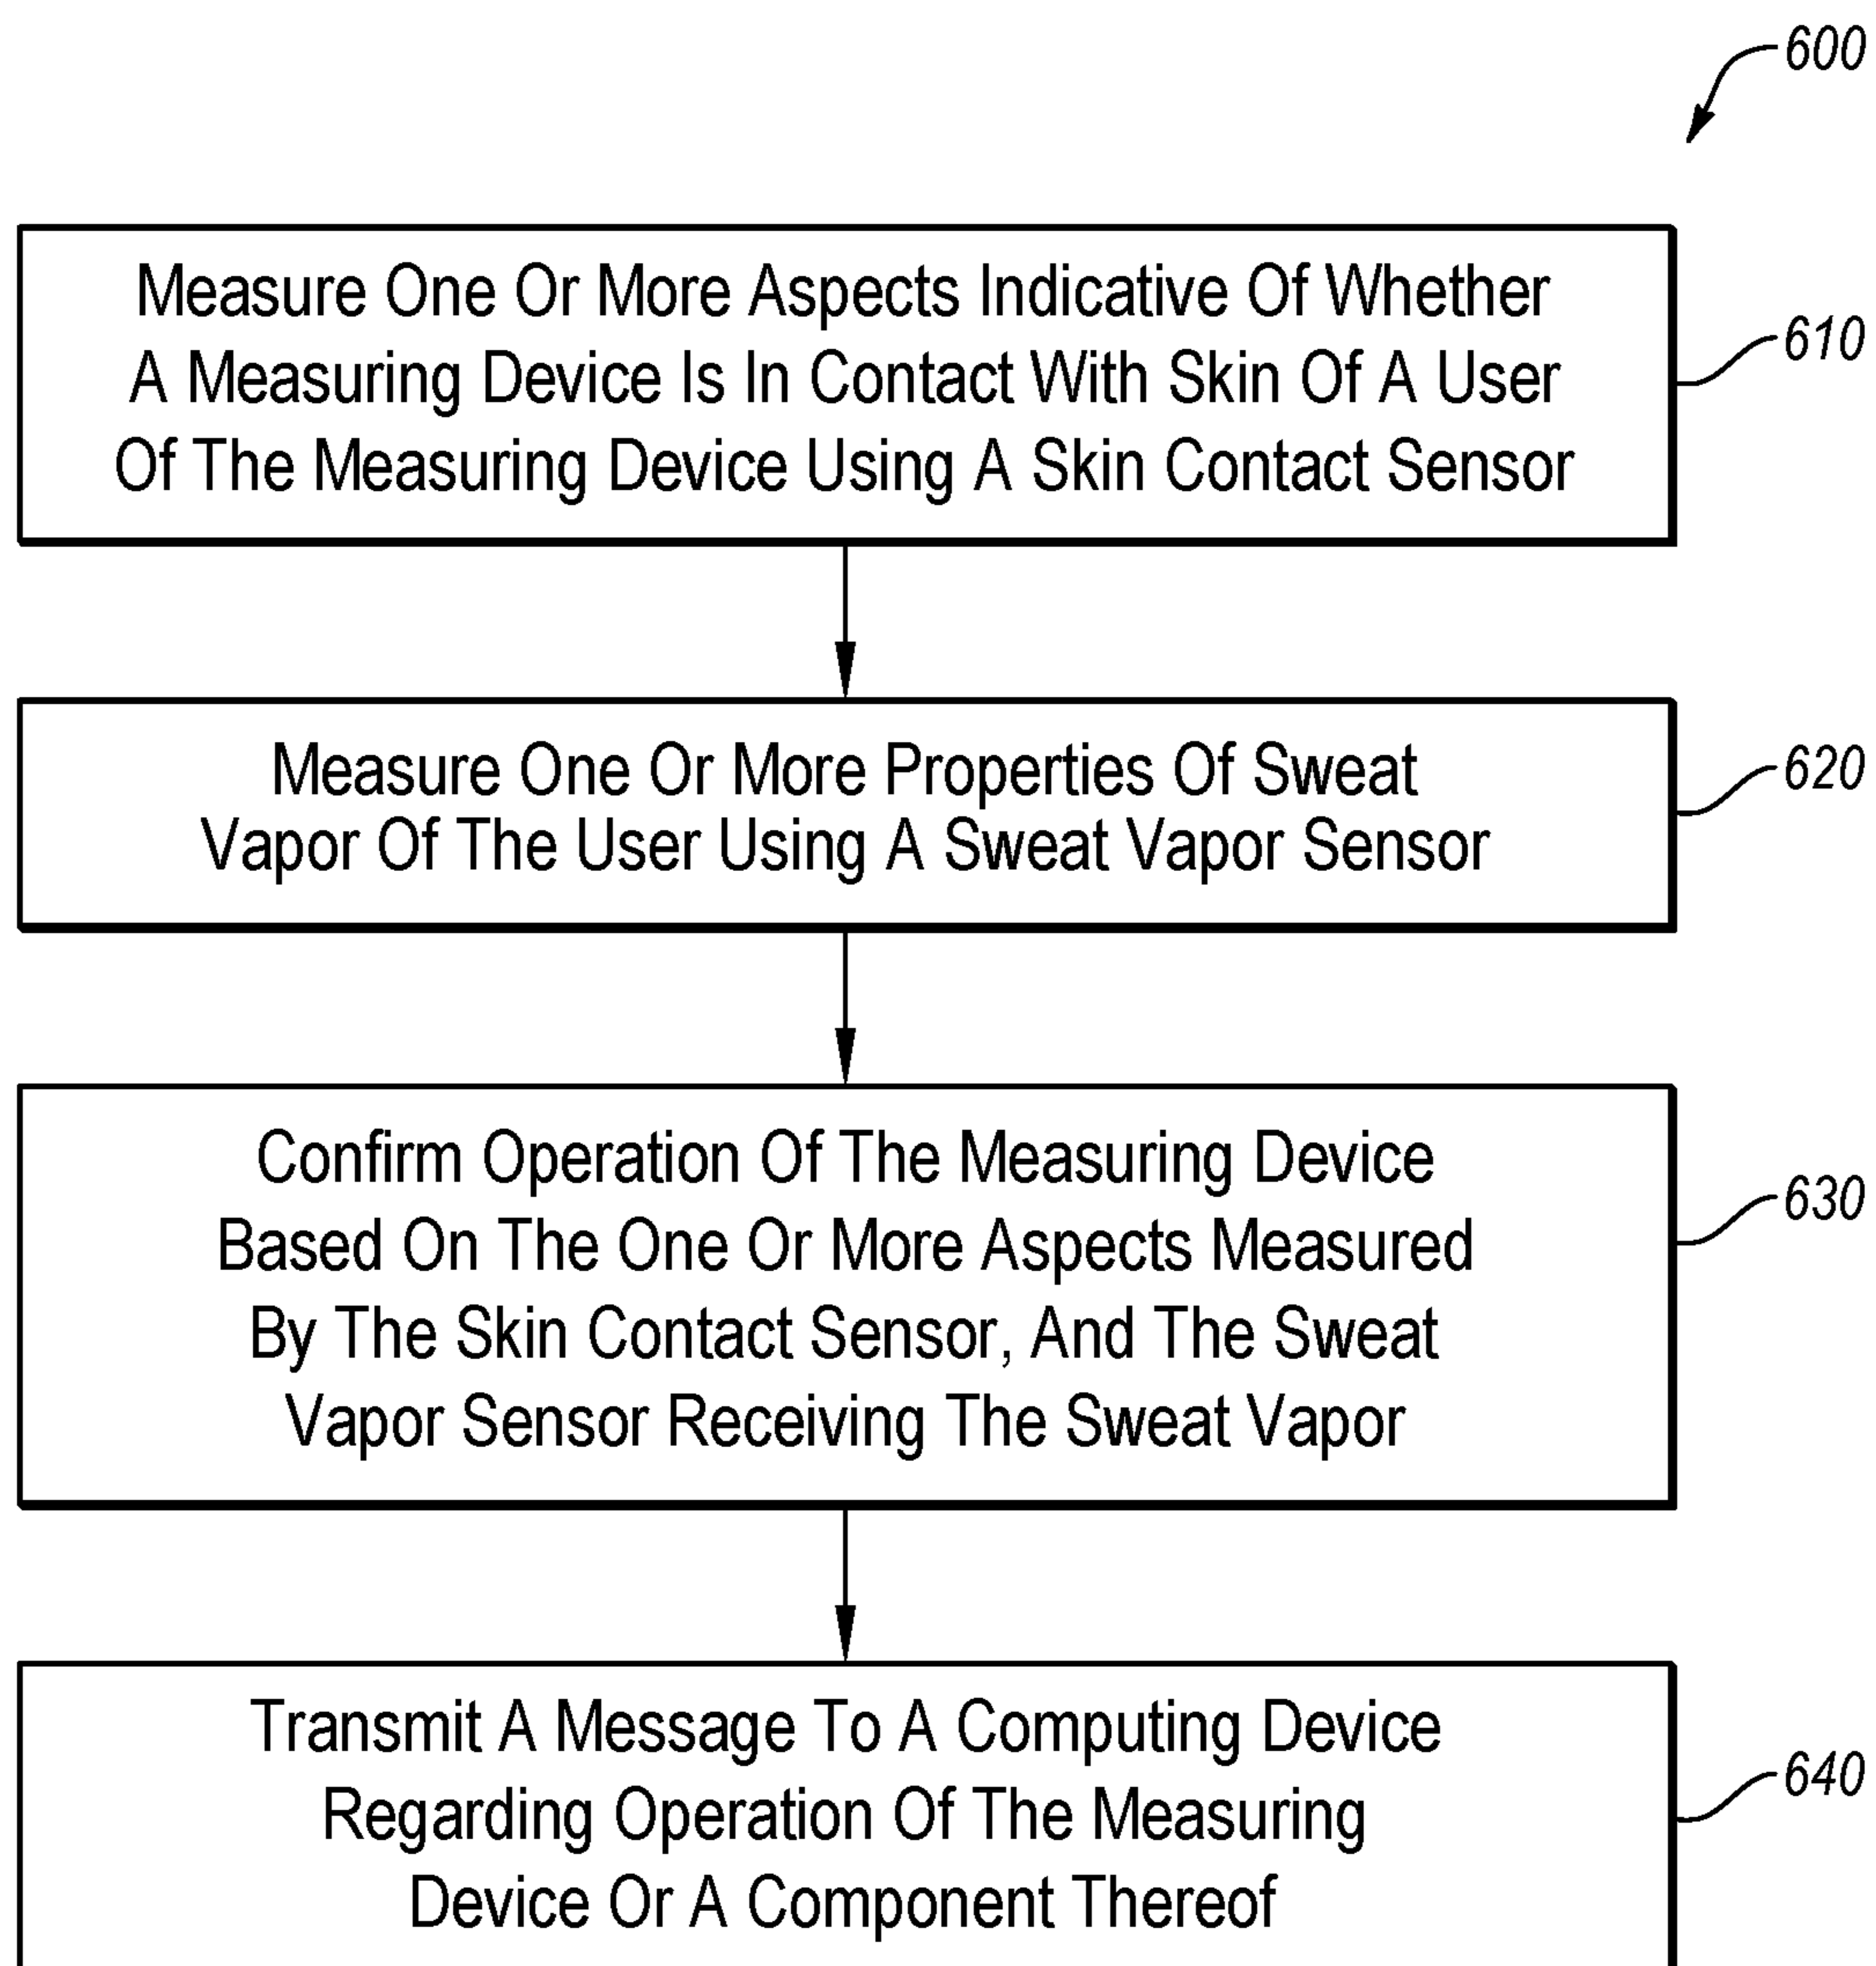 600
Measure One Or More Aspects Indicative Of Whether
A Measuring Device Is In Contact With Skin Of A User
Of The Measuring Device Using A Skin Contact Sensor
610
Measure One Or More Properties Of Sweat
Vapor Of The User Using A Sweat Vapor Sensor
620
Confirm Operation Of The Measuring Device
Based On The One Or More Aspects Measured
By The Skin Contact Sensor, And The Sweat
Vapor Sensor Receiving The Sweat Vapor
630
Transmit A Message To A Computing Device
Regarding Operation Of The Measuring
Device Or A Component Thereof
640